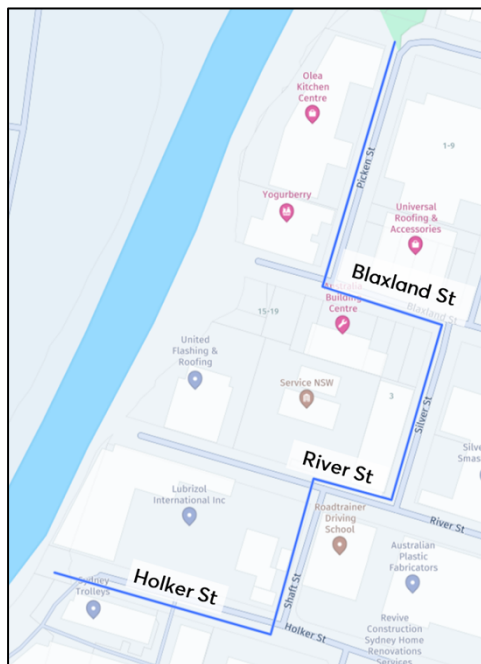 Olea
Kitchen
Centre
Picken St
1-9
Yogurberry
Universal
Roofing &
Accessories
Blaxland St
Blaxland St
Building
Centre
15-19
United
Flashing &
Roofing
Service NSW
3
Silver St
River St
Lubrizol
International Inc
Roadtrainer
Driving
School
River St
Australian
Plastic
Fabricators
Shaft St
Holker St
Sydney
Trolleys
Holker St
Revive
Construction
Sydney Home
Renovations
Services